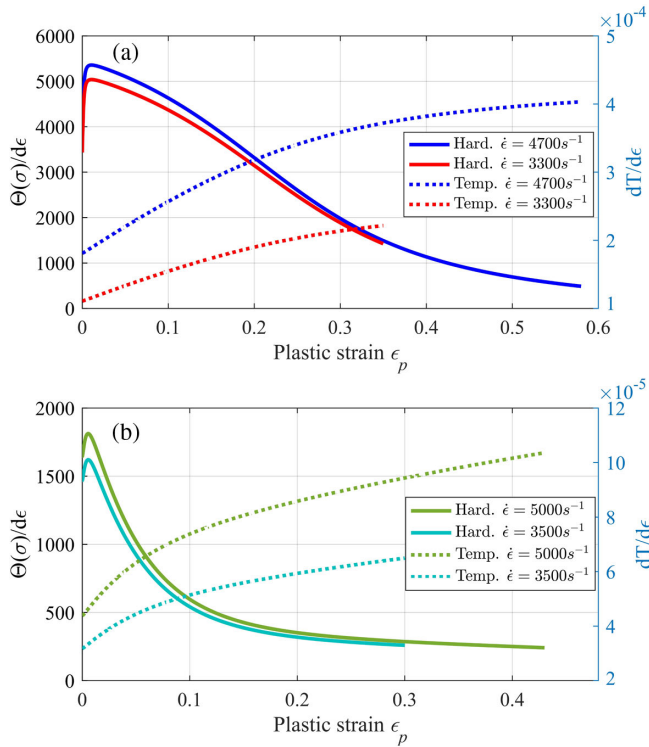 (a)
×10⁻⁴
6000
5000
4000
3000
2000
1000
0
Θ(σ)/dϵ
5
4
3
2
1
dT/dϵ
Hard. ϵ̇ = 4700s⁻¹
Hard. ϵ̇ = 3300s⁻¹
Temp. ϵ̇ = 4700s⁻¹
Temp. ϵ̇ = 3300s⁻¹
0 0.1 0.2 0.3 0.4 0.5 0.6
Plastic strain ϵₚ
(b)
×10⁻⁵
2000
1500
1000
500
0
Θ(σ)/dϵ
12
10
8
6
4
2
dT/dϵ
Hard. ϵ̇ = 5000s⁻¹
Hard. ϵ̇ = 3500s⁻¹
Temp. ϵ̇ = 5000s⁻¹
Temp. ϵ̇ = 3500s⁻¹
0 0.1 0.2 0.3 0.4
Plastic strain ϵₚ